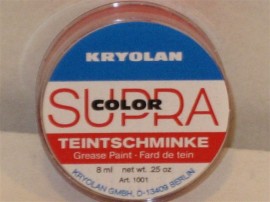 KRYOLAN
SUPRA
COLOR
TEINTSCHMINKE
Grease Paint - Fard de tein
8 ml net wt. .25 oz
Art. 1001
KRYOLAN GMBH, D-13409 BERLIN